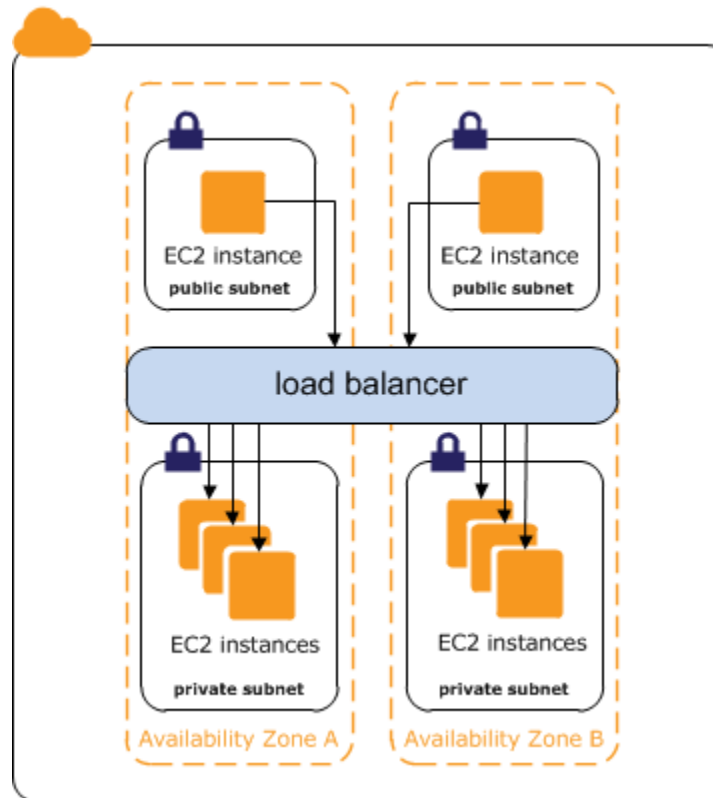 EC2 instance
public subnet
EC2 instance
public subnet
load balancer
EC2 instances
private subnet
EC2 instances
private subnet
Availability Zone A
Availability Zone B